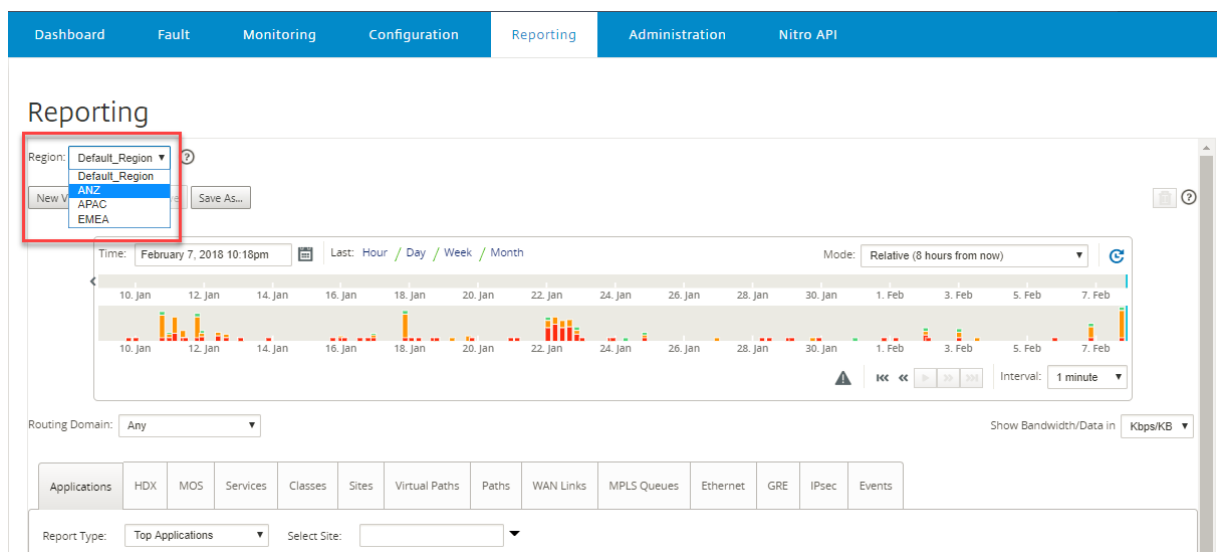 Dashboard Fault Monitoring Configuration Reporting Administration Nitro API
Reporting
Region: Default_Region
Default_Region
ANZ
APAC
EMEA
New V Save As...
Time: February 7, 2018 10:18pm Last: Hour / Day / Week / Month Mode: Relative (8 hours from now)
10. Jan 12. Jan 14. Jan 16. Jan 18. Jan 20. Jan 22. Jan 24. Jan 26. Jan 28. Jan 30. Jan 1. Feb 3. Feb 5. Feb 7. Feb
10. Jan 12. Jan 14. Jan 16. Jan 18. Jan 20. Jan 22. Jan 24. Jan 26. Jan 28. Jan 30. Jan 1. Feb 3. Feb 5. Feb 7. Feb
Interval: 1 minute
Routing Domain: Any Show Bandwidth/Data in Kbps/KB
Applications HDX MOS Services Classes Sites Virtual Paths Paths WAN Links MPLS Queues Ethernet GRE IPsec Events
Report Type: Top Applications Select Site: